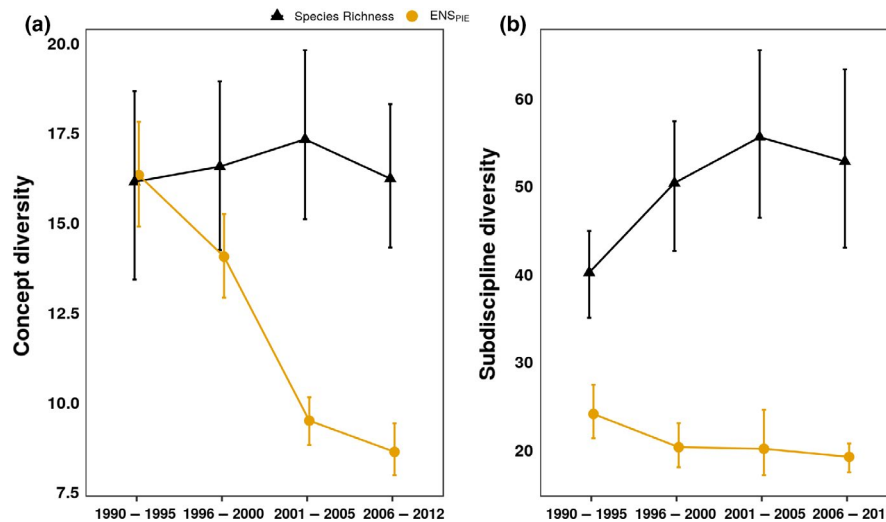 Species Richness ENSPIE
(a)
Concept diversity
20.0
17.5
15.0
12.5
10.0
7.5
1990 – 1995 1996 – 2000 2001 – 2005 2006 – 2012
(b)
Subdiscipline diversity
60
50
40
30
20
1990 – 1995 1996 – 2000 2001 – 2005 2006 – 201